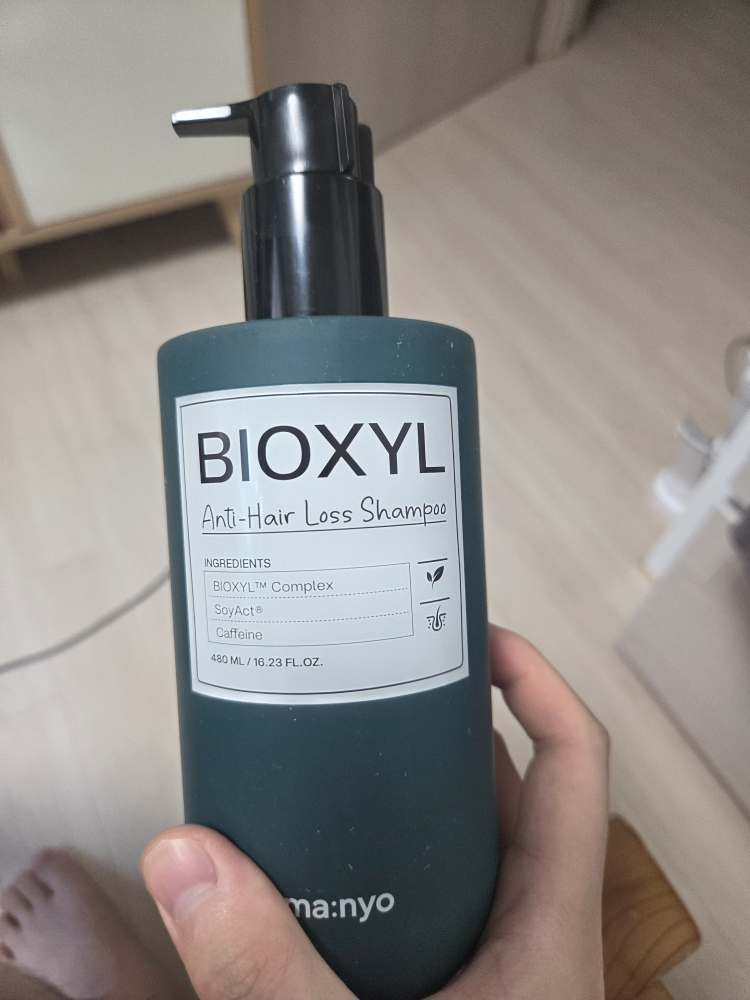 BIOXYL
Anti-Hair Loss Shampoo
INGREDIENTS
BIOXYL™ Complex
SoyAct®
Caffeine
480 ML / 16.23 FL.OZ.
ma:nyo